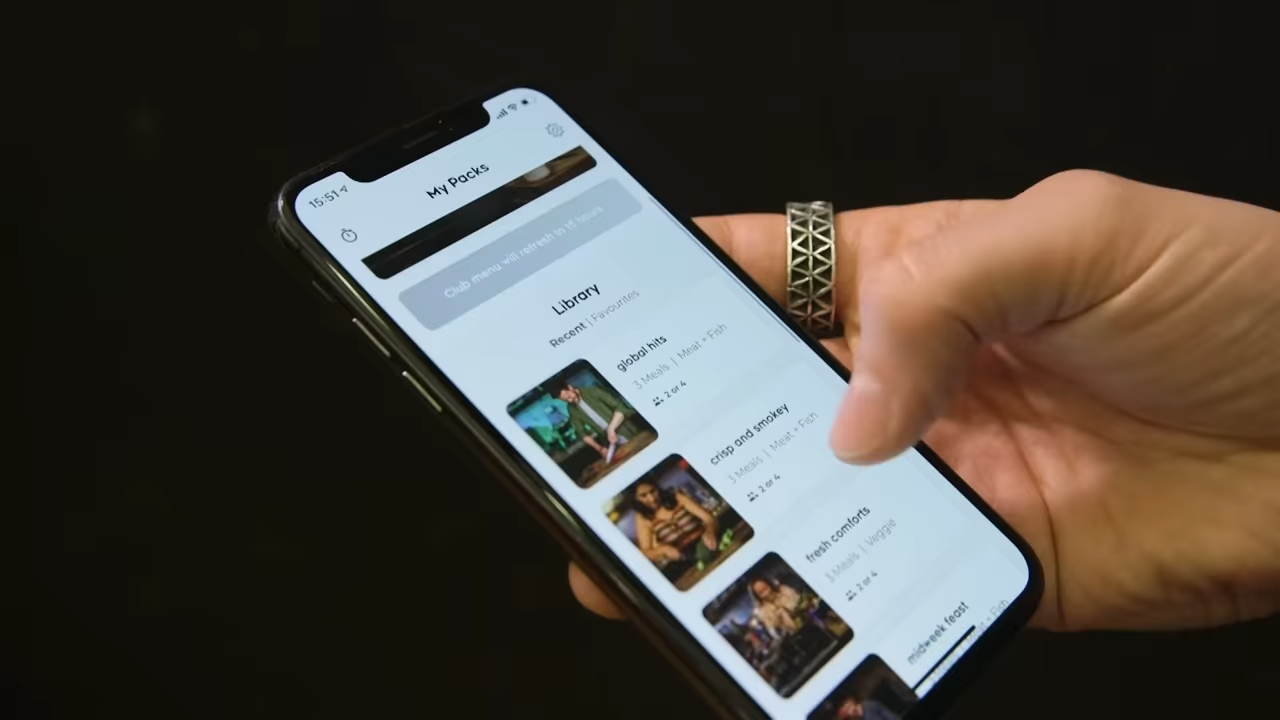 15:51
My Packs
Club menu will refresh in 15 hours
Library
Recent | Favourites
global hits
3 Meals | Meat + Fish
2 or 4
crisp and smokey
3 Meals | Meat + Fish
2 or 4
fresh comforts
3 Meals | Veggie
2 or 4
midweek feast
+ Fish